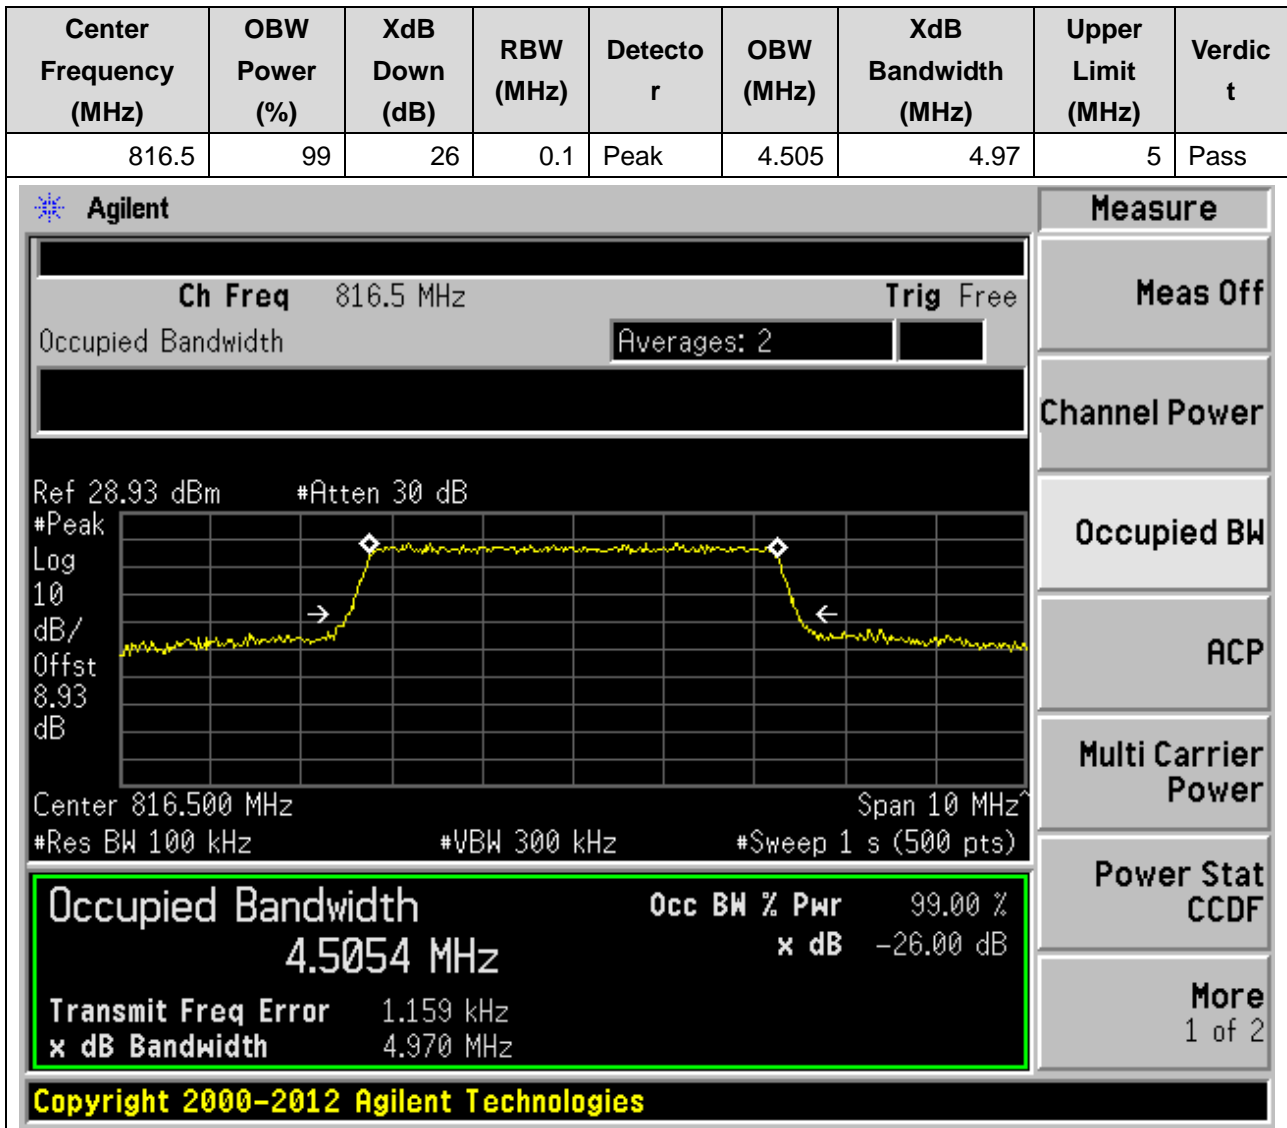 Center Frequency (MHz) OBW Power (%) XdB Down (dB) RBW (MHz) Detector OBW (MHz) XdB Bandwidth (MHz) Upper Limit (MHz) Verdict
816.5 99 26 0.1 Peak 4.505 4.97 5 Pass
Agilent
Measure
Ch Freq 816.5 MHz Trig Free
Occupied Bandwidth Averages: 2
Meas Off
Channel Power
Occupied BW
ACP
Multi Carrier
Power
Power Stat
CCDF
More
1 of 2
Ref 28.93 dBm #Atten 30 dB
#Peak
Log
10
dB/
Offst
8.93
dB
Center 816.500 MHz Span 10 MHz^
#Res BW 100 kHz #VBW 300 kHz #Sweep 1 s (500 pts)
Occupied Bandwidth Occ BW % Pwr 99.00 %
4.5054 MHz x dB -26.00 dB
Transmit Freq Error 1.159 kHz
x dB Bandwidth 4.970 MHz
Copyright 2000-2012 Agilent Technologies